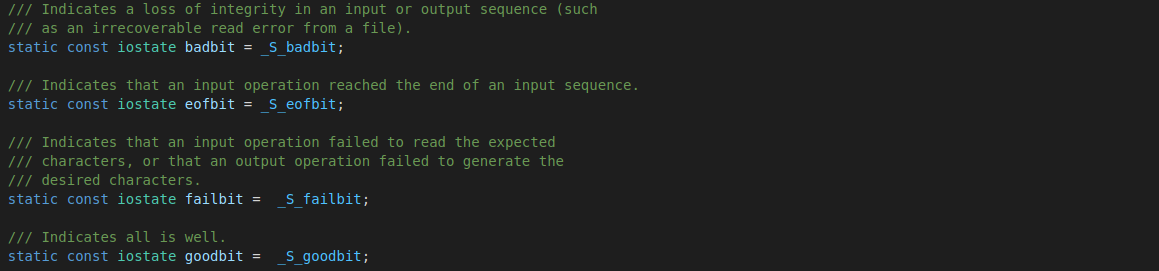 /// Indicates a loss of integrity in an input or output sequence (such
/// as an irrecoverable read error from a file).
static const iostate badbit = _S_badbit;
/// Indicates that an input operation reached the end of an input sequence.
static const iostate eofbit = _S_eofbit;
/// Indicates that an input operation failed to read the expected
/// characters, or that an output operation failed to generate the
/// desired characters.
static const iostate failbit =  _S_failbit;
/// Indicates all is well.
static const iostate goodbit =  _S_goodbit;